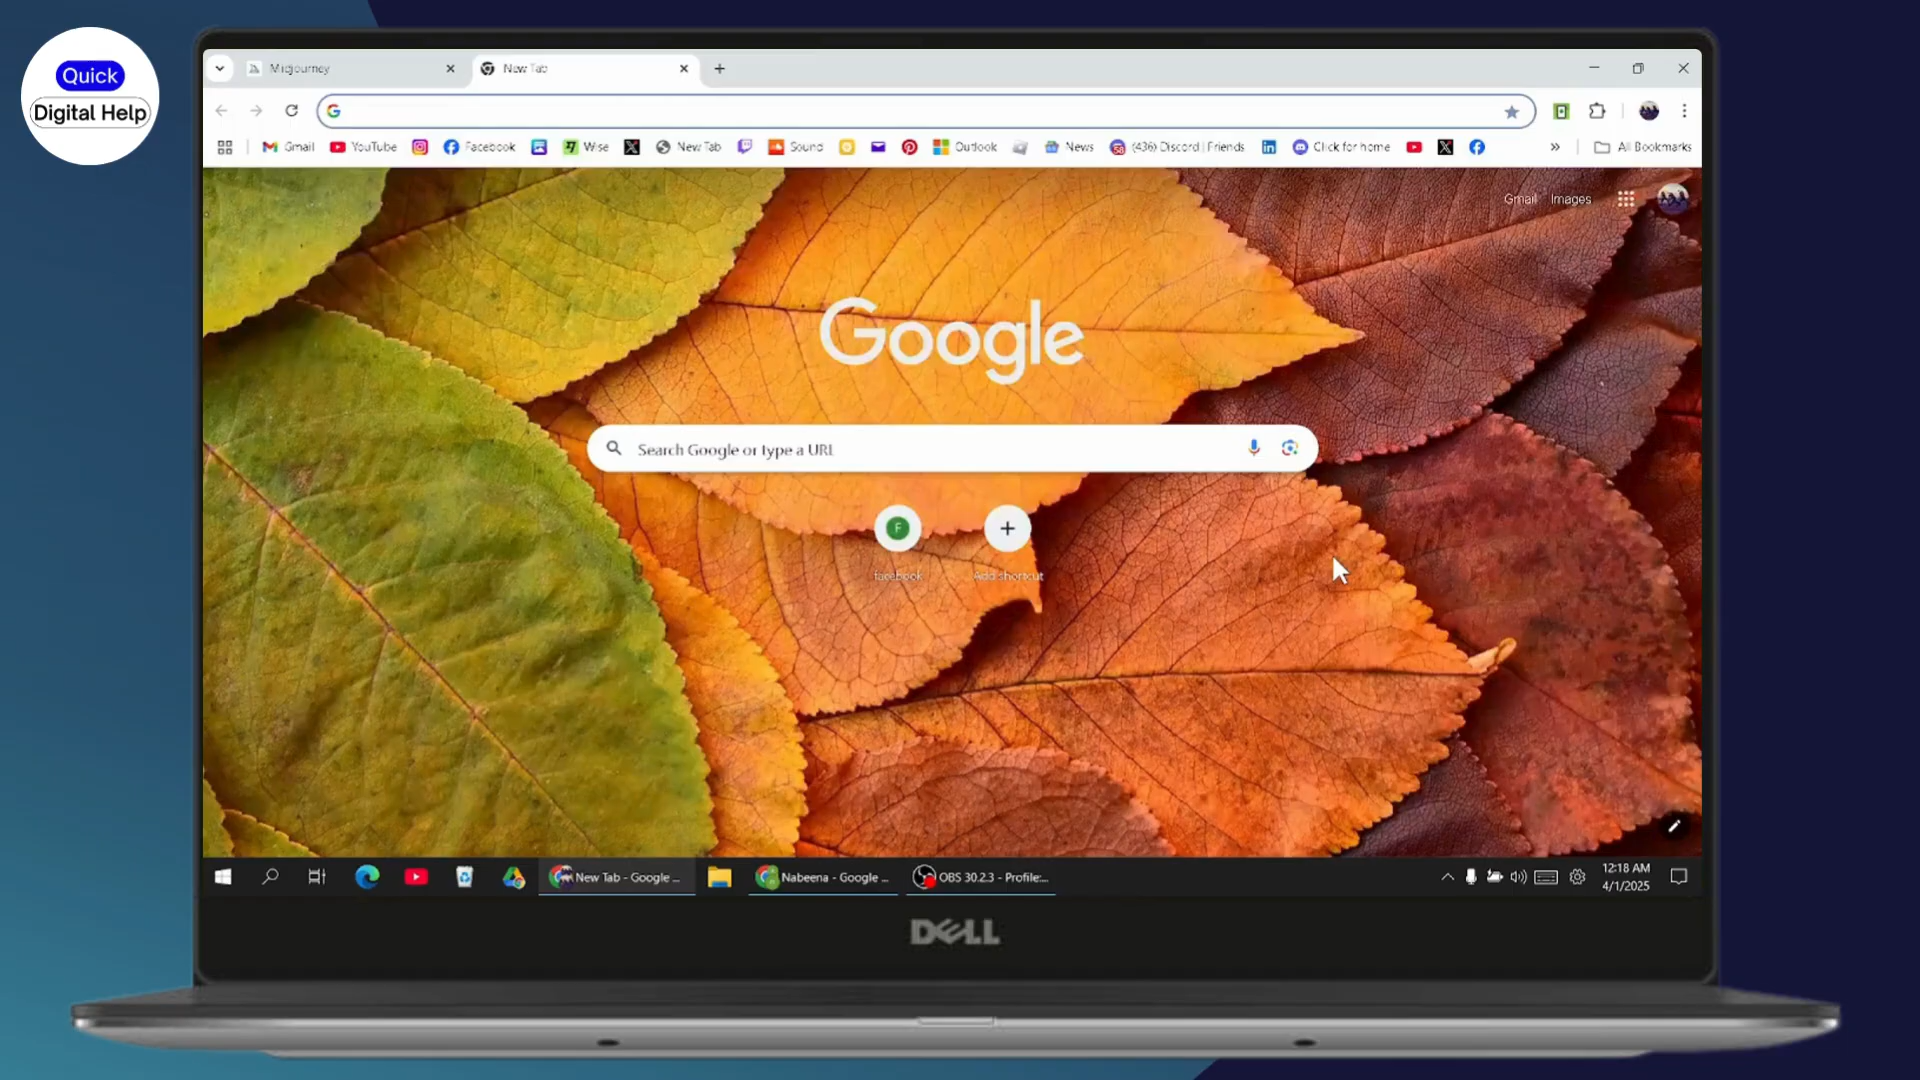 Quick
Digital Help
Midjourney
New Tab
Gmail
YouTube
Facebook
Wise
New Tab
Sound
Outlook
News
(436) Discord | Friends
Click for home
All Bookmarks
Gmail
Images
Google
Search Google or type a URL
F
facebook
Add shortcut
New Tab - Google ...
Nabeena - Google ...
OBS 30.2.3 - Profile:...
12:18 AM
4/1/2025
DELL